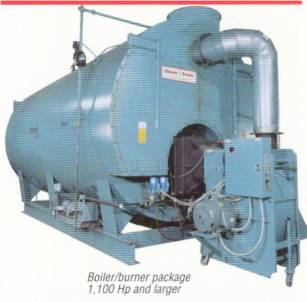 Boiler/burner package
1,100 Hp and larger